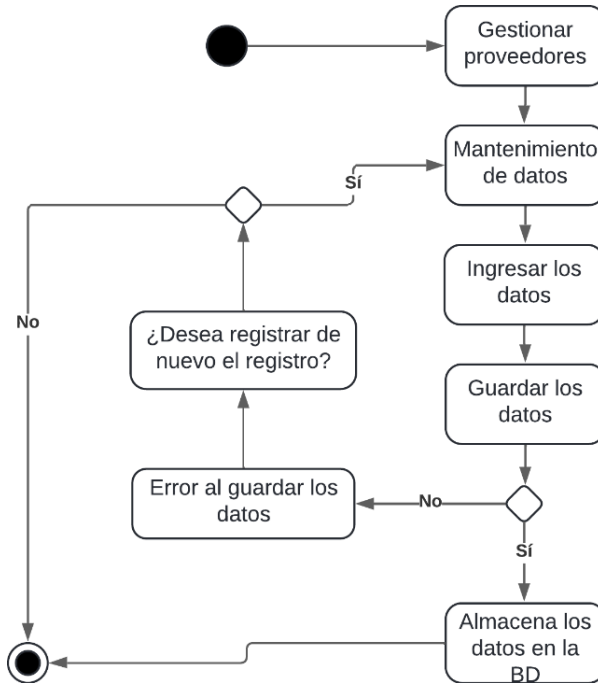 Gestionar
proveedores
Mantenimiento
de datos
Sí
Ingresar los
datos
No
¿Desea registrar de
nuevo el registro?
Guardar los
datos
Error al guardar los
datos
No
Sí
Almacena los
datos en la
BD